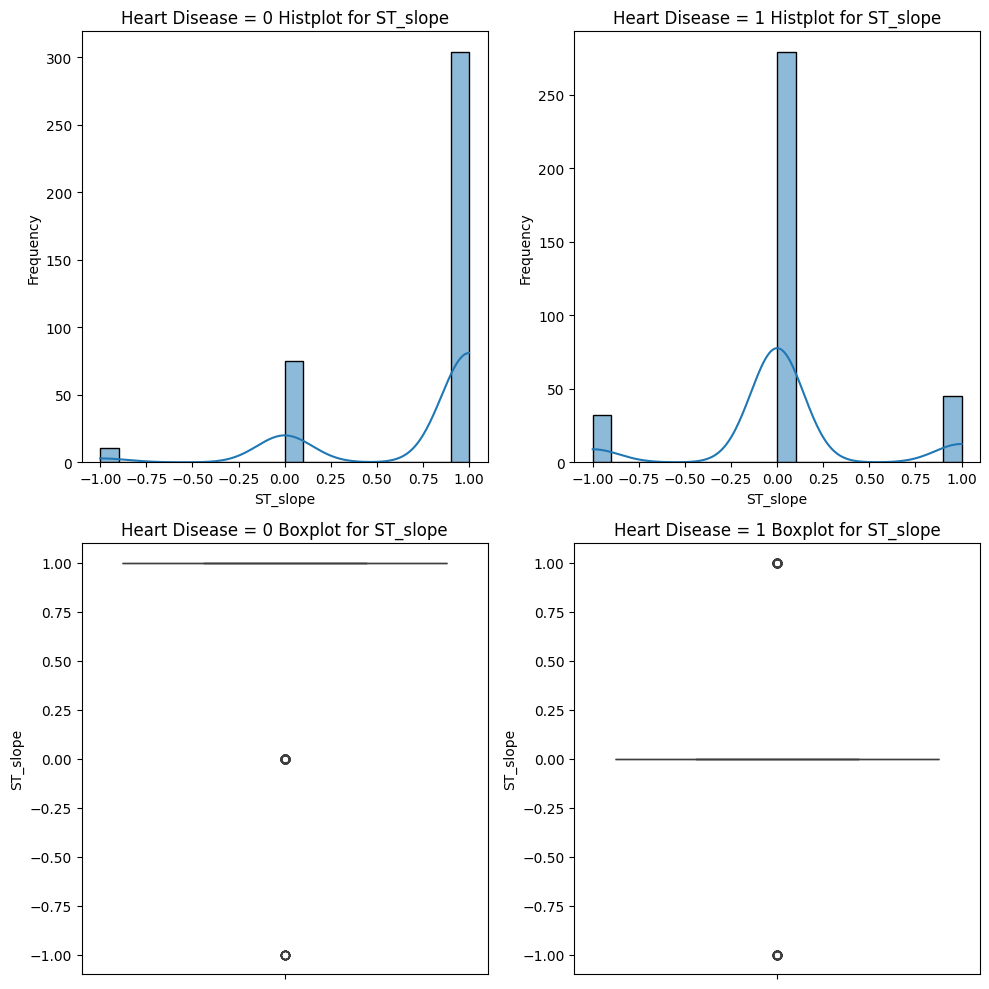 Heart Disease = 0 Histplot for ST_slope
300
250
200
150
100
50
0
Frequency
−1.00 −0.75 −0.50 −0.25 0.00 0.25 0.50 0.75 1.00
ST_slope
Heart Disease = 1 Histplot for ST_slope
250
200
150
100
50
0
Frequency
−1.00 −0.75 −0.50 −0.25 0.00 0.25 0.50 0.75 1.00
ST_slope
Heart Disease = 0 Boxplot for ST_slope
1.00
0.75
0.50
0.25
0.00
−0.25
−0.50
−0.75
−1.00
ST_slope
Heart Disease = 1 Boxplot for ST_slope
1.00
0.75
0.50
0.25
0.00
−0.25
−0.50
−0.75
−1.00
ST_slope